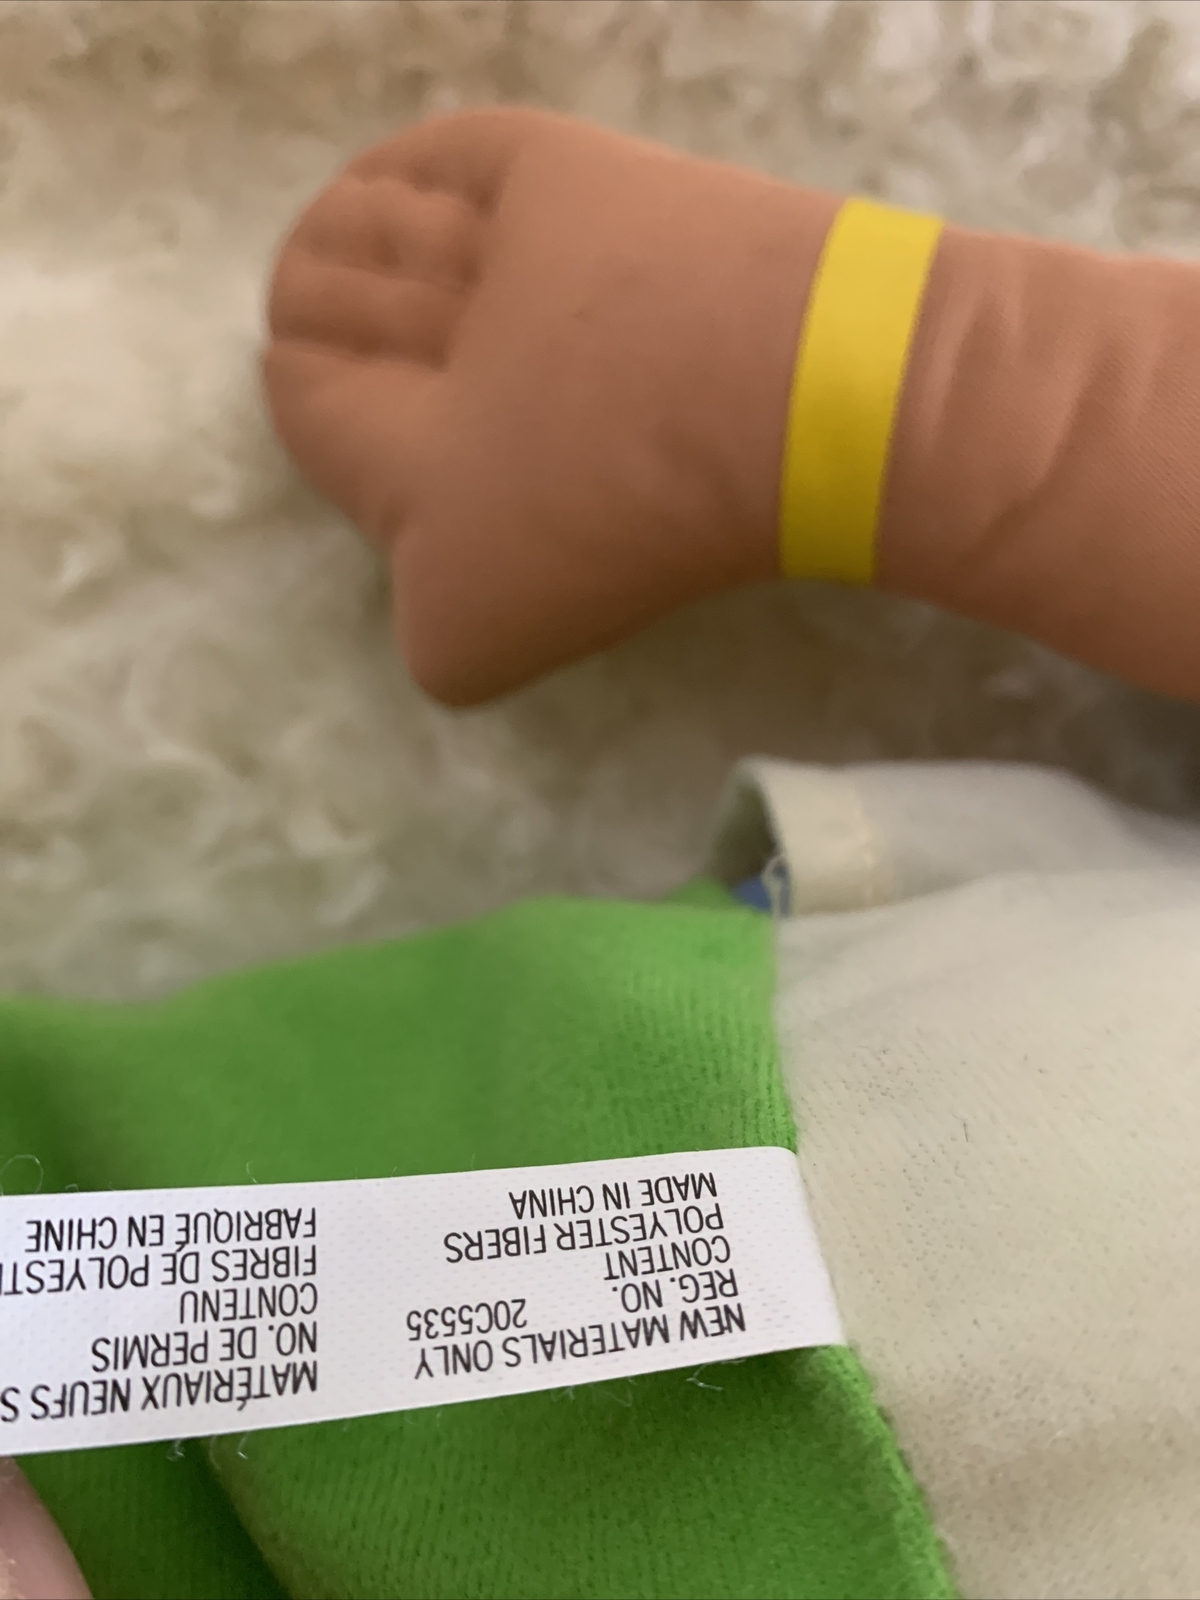 NEW MATERIALS ONLY
REG. NO. 20C5535
CONTENT
POLYESTER FIBERS
MADE IN CHINA
MATÉRIAUX NEUFS
NO. DE PERMIS
CONTENU
FIBRES DE
FABRIQUÉ EN CHINE